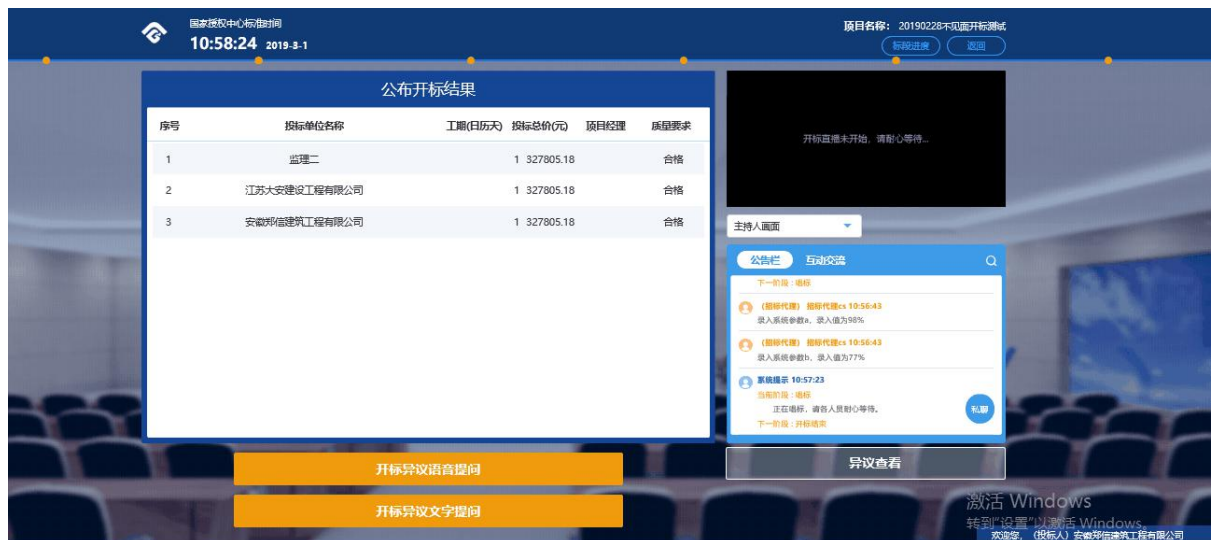 国家授权中心标准时间
10:58:24 2019-3-1
项目名称： 20190228不见面开标测试
标段进度 返回
公布开标结果
序号 投标单位名称 工期(日历天) 投标总价(元) 项目经理 质量要求
1 监理二 1 327805.18 合格
2 江苏大安建设工程有限公司 1 327805.18 合格
3 安徽郑信建筑工程有限公司 1 327805.18 合格
开标直播未开始，请耐心等待...
主持人画面
公告栏 互动交流
下一阶段：唱标
（招标代理） 招标代理cs 10:56:43
录入系统参数a，录入值为98%
（招标代理） 招标代理cs 10:56:43
录入系统参数b，录入值为77%
系统提示 10:57:23
当前阶段：唱标
正在唱标，请各人员耐心等待。
下一阶段：开标结束
私聊
开标异议语音提问
异议查看
开标异议文字提问
激活 Windows
转到"设置"以激活 Windows。
欢迎您，（投标人）安徽郑信建筑工程有限公司